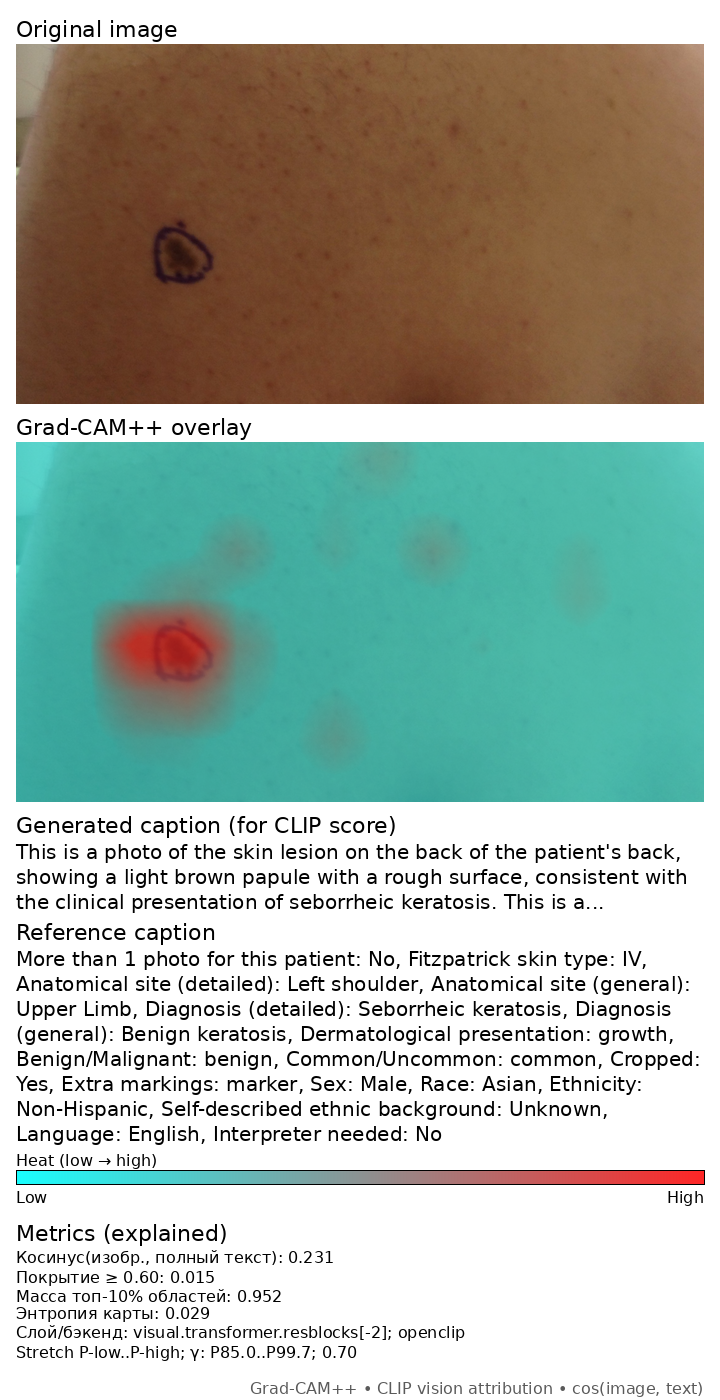 Original image
Grad-CAM++ overlay
Generated caption (for CLIP score)
This is a photo of the skin lesion on the back of the patient's back,
showing a light brown papule with a rough surface, consistent with
the clinical presentation of seborrheic keratosis. This is a...
Reference caption
More than 1 photo for this patient: No, Fitzpatrick skin type: IV,
Anatomical site (detailed): Left shoulder, Anatomical site (general):
Upper Limb, Diagnosis (detailed): Seborrheic keratosis, Diagnosis
(general): Benign keratosis, Dermatological presentation: growth,
Benign/Malignant: benign, Common/Uncommon: common, Cropped:
Yes, Extra markings: marker, Sex: Male, Race: Asian, Ethnicity:
Non-Hispanic, Self-described ethnic background: Unknown,
Language: English, Interpreter needed: No
Heat (low → high)
Low High
Metrics (explained)
Косинус(изобр., полный текст): 0.231
Покрытие ≥ 0.60: 0.015
Масса топ-10% областей: 0.952
Энтропия карты: 0.029
Слой/бэкенд: visual.transformer.resblocks[-2]; openclip
Stretch P-low..P-high; γ: P85.0..P99.7; 0.70
Grad-CAM++ • CLIP vision attribution • cos(image, text)